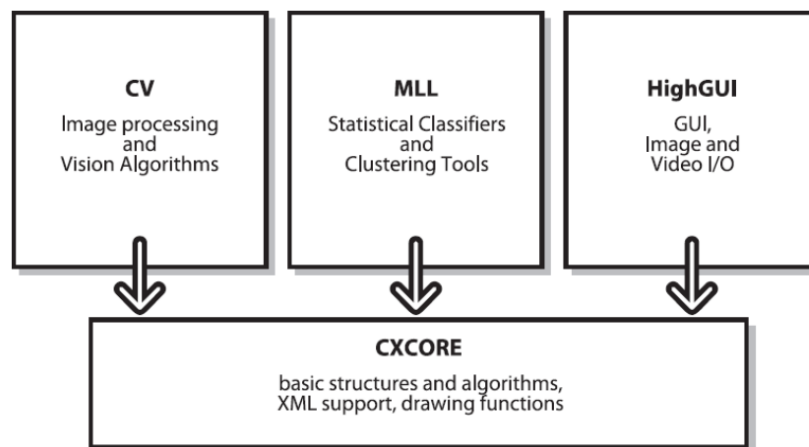 CV
Image processing
and
Vision Algorithms
MLL
Statistical Classifiers
and
Clustering Tools
HighGUI
GUI,
Image and
Video I/O
CXCORE
basic structures and algorithms,
XML support, drawing functions